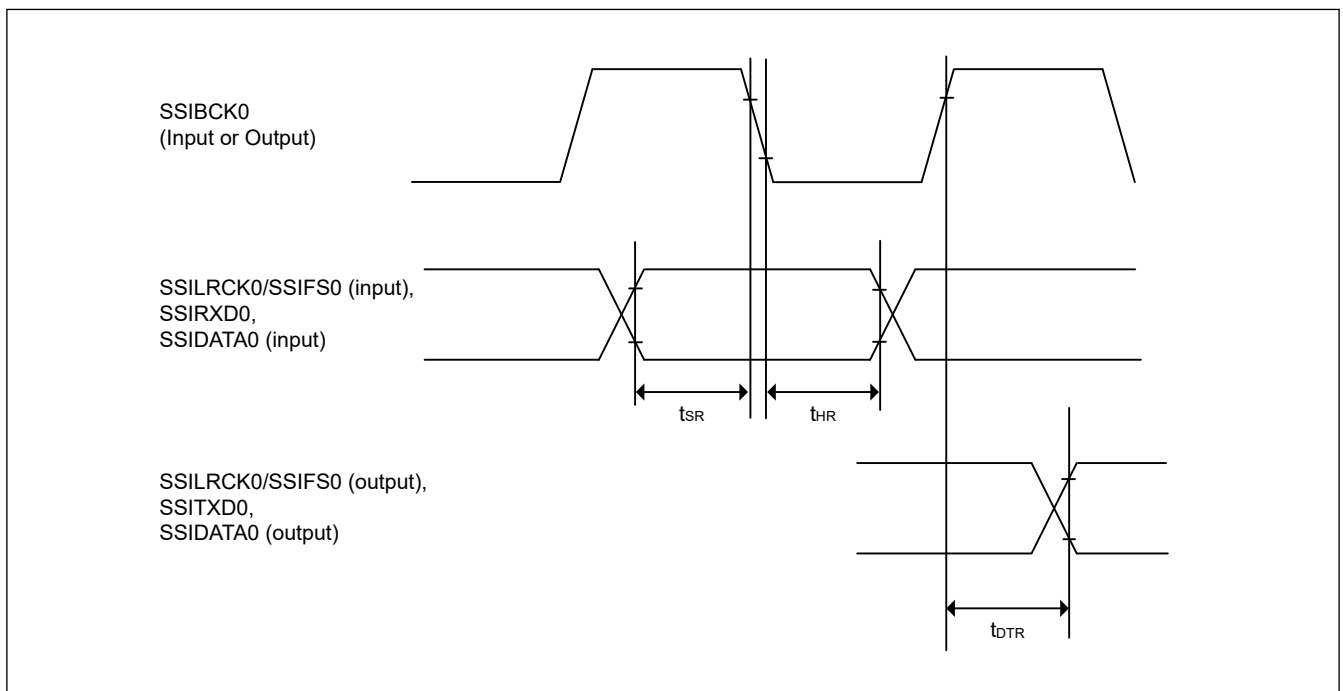 SSIBCK0
(Input or Output)
SSILRCK0/SSIFS0 (input),
SSIRXD0,
SSIDATA0 (input)
tSR
tHR
SSILRCK0/SSIFS0 (output),
SSITXD0,
SSIDATA0 (output)
tDTR